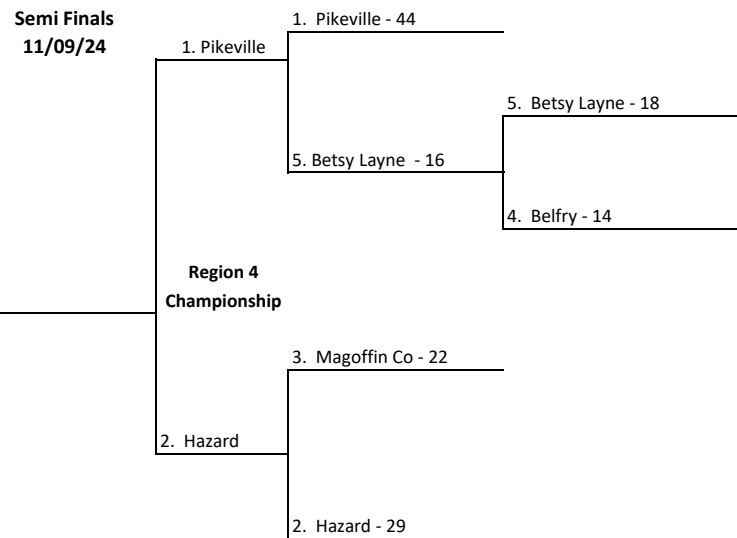 Semi Finals
11/09/24
1. Pikeville - 44
1. Pikeville
5. Betsy Layne - 18
5. Betsy Layne - 16
4. Belfry - 14
Region 4
Championship
3. Magoffin Co - 22
2. Hazard
2. Hazard - 29